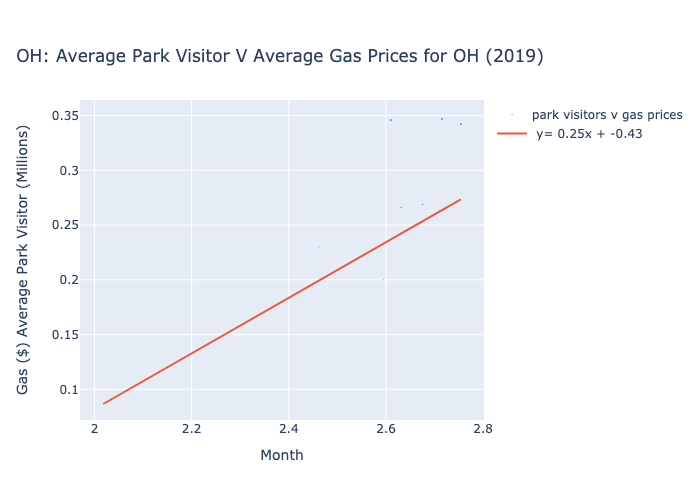 OH: Average Park Visitor V Average Gas Prices for OH (2019)
park visitors v gas prices
y= 0.25x + -0.43
Gas ($) Average Park Visitor (Millions)
0.35
0.3
0.25
0.2
0.15
0.1
2
2.2
2.4
2.6
2.8
Month